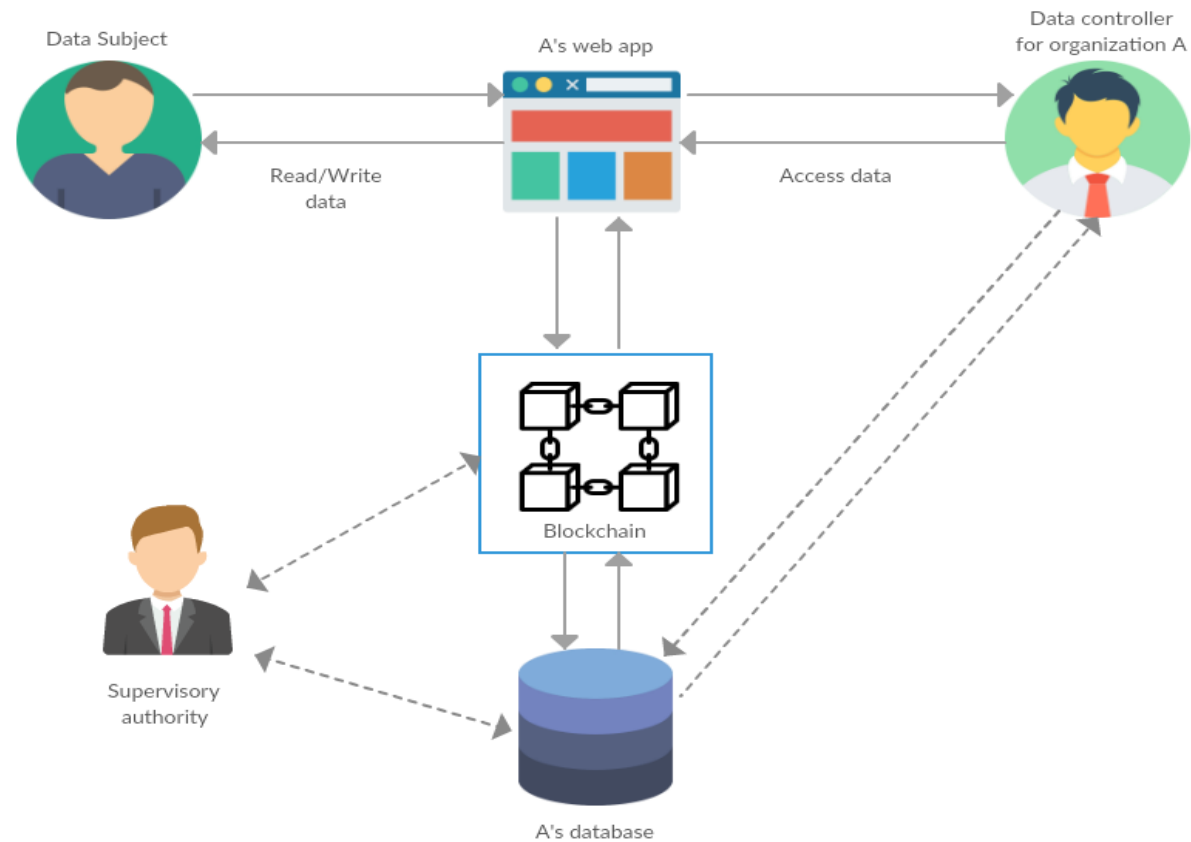 Data Subject
A's web app
Data controller
for organization A
Read/Write
data
Access data
Blockchain
Supervisory
authority
A's database